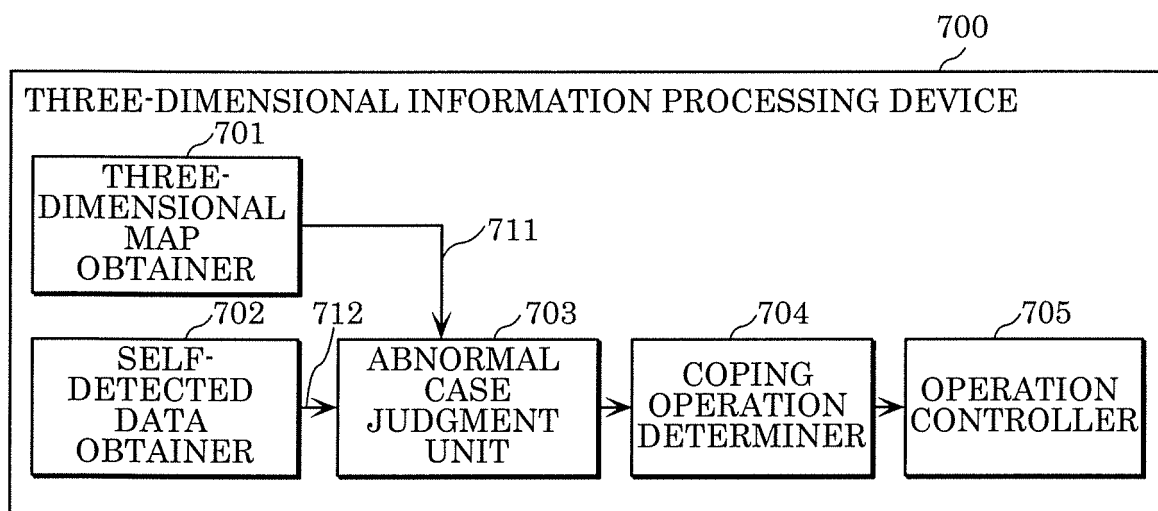 700
THREE-DIMENSIONAL INFORMATION PROCESSING DEVICE
701
THREE-
DIMENSIONAL
MAP
OBTAINER
711
702
SELF-
DETECTED
DATA
OBTAINER
712
703
ABNORMAL
CASE
JUDGMENT
UNIT
704
COPING
OPERATION
DETERMINER
705
OPERATION
CONTROLLER